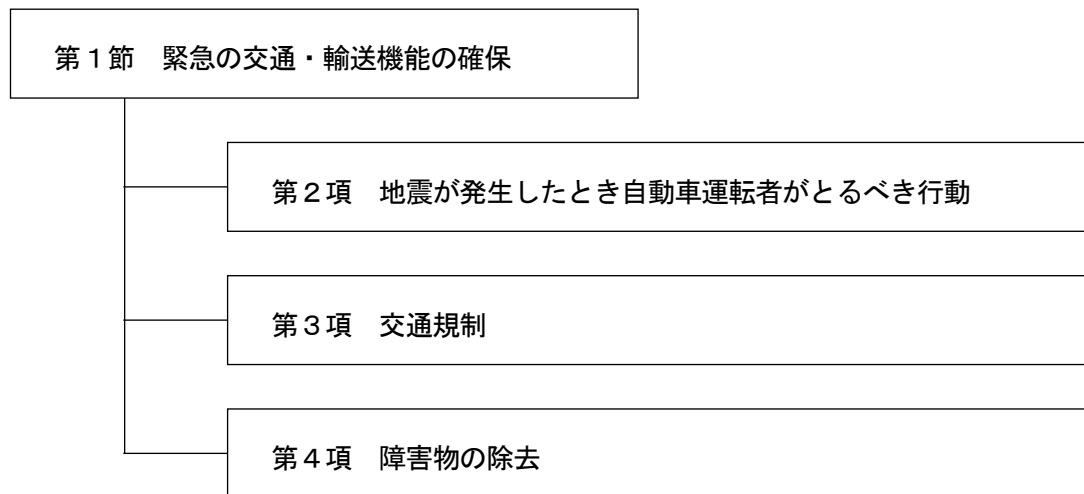 第１節　緊急の交通・輸送機能の確保
第２項　地震が発生したとき自動車運転者がとるべき行動
第３項　交通規制
第４項　障害物の除去